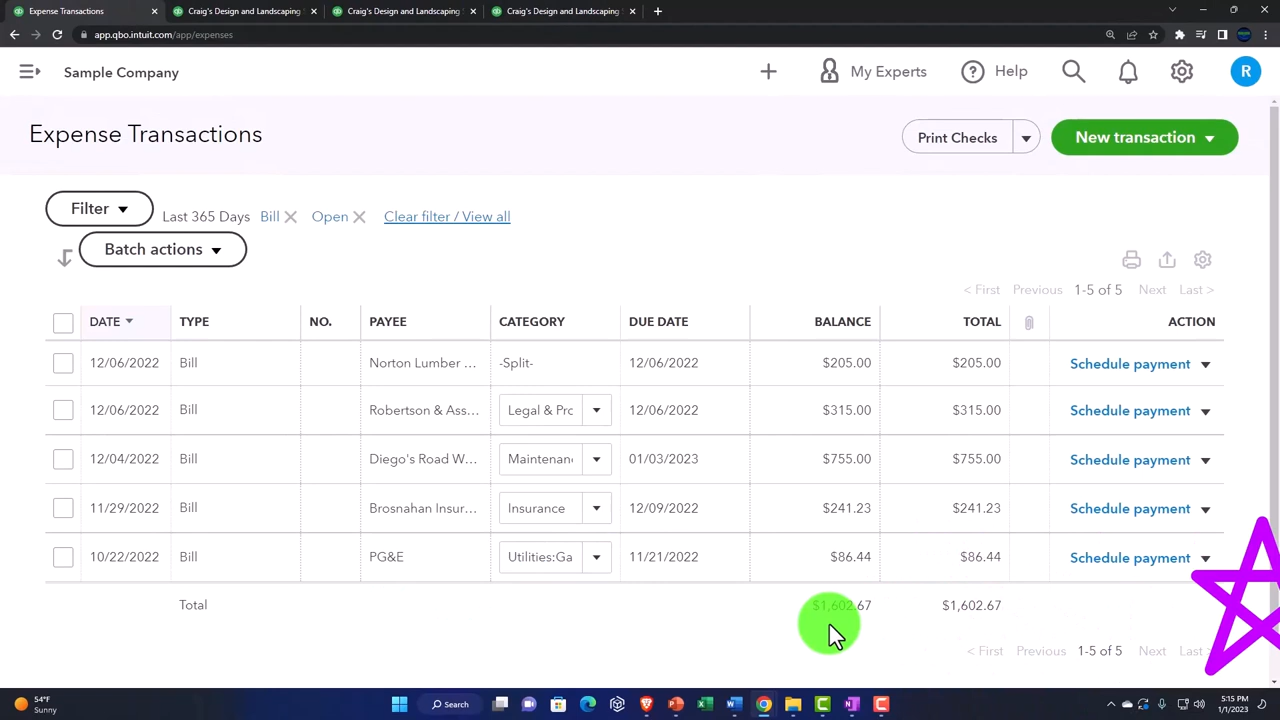 Expense Transactions
Craig's Design and Landscaping
Craig's Design and Landscaping
Craig's Design and Landscaping
app.qbo.intuit.com/app/expenses
Sample Company
My Experts
Help
R
Expense Transactions
Print Checks
New transaction
Filter
Last 365 Days Bill Open Clear filter / View all
Batch actions
< First Previous 1-5 of 5 Next Last >
DATE TYPE NO. PAYEE CATEGORY DUE DATE BALANCE TOTAL ACTION
12/06/2022 Bill Norton Lumber ... -Split- 12/06/2022 $205.00 $205.00 Schedule payment
12/06/2022 Bill Robertson & Ass... Legal & Prc 12/06/2022 $315.00 $315.00 Schedule payment
12/04/2022 Bill Diego's Road W... Maintenan 01/03/2023 $755.00 $755.00 Schedule payment
11/29/2022 Bill Brosnahan Insur... Insurance 12/09/2022 $241.23 $241.23 Schedule payment
10/22/2022 Bill PG&E Utilities:Ga 11/21/2022 $86.44 $86.44 Schedule payment
Total $1,602.67 $1,602.67
< First Previous 1-5 of 5 Next Last
54°F
Sunny
Search
5:15 PM
1/1/2023